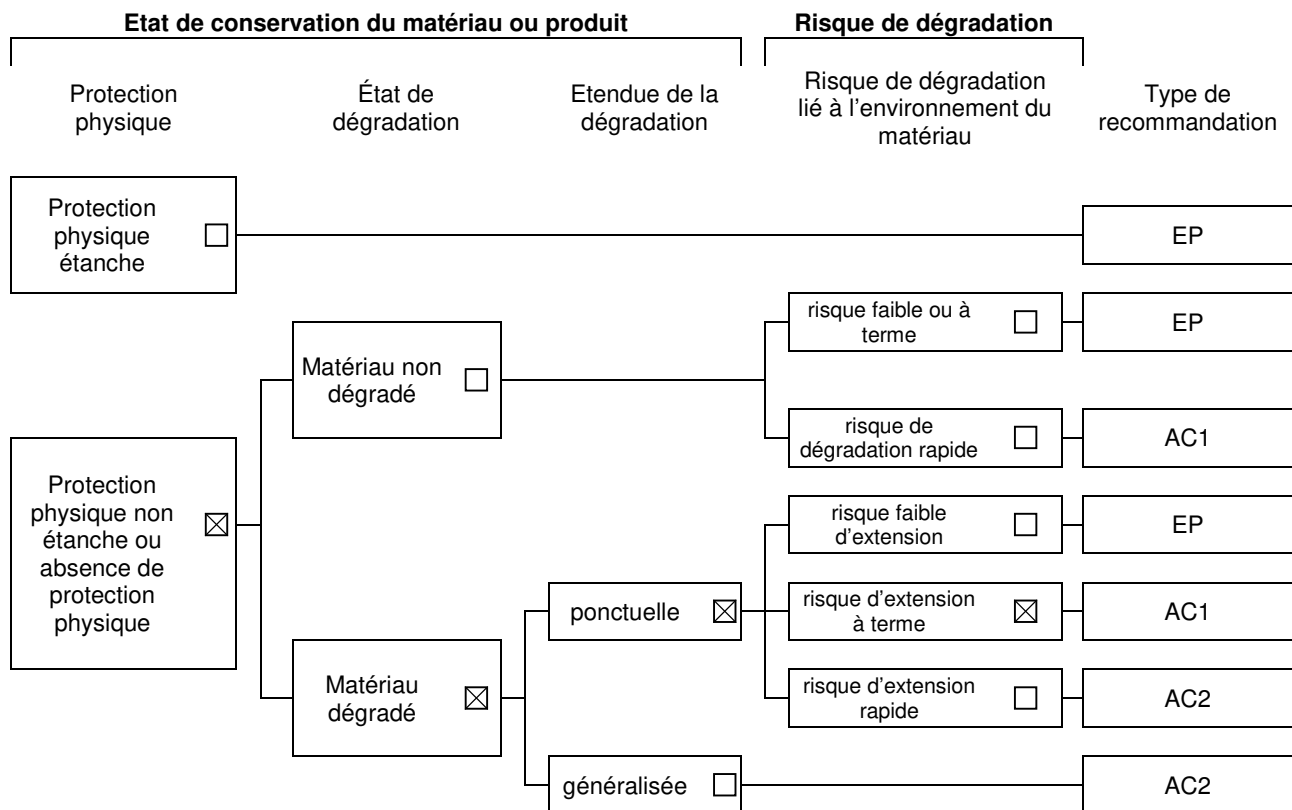 Etat de conservation du matériau ou produit
Risque de dégradation
Protection
physique
État de
dégradation
Etendue de la
dégradation
Risque de dégradation
lié à l'environnement du
matériau
Type de
recommandation
Protection
physique
étanche
EP
risque faible ou à
terme
EP
Matériau non
dégradé
risque de
dégradation rapide
AC1
Protection
physique non
étanche ou
absence de
protection
physique
risque faible
d'extension
EP
ponctuelle
risque d'extension
à terme
AC1
Matériau
dégradé
risque d'extension
rapide
AC2
généralisée
AC2